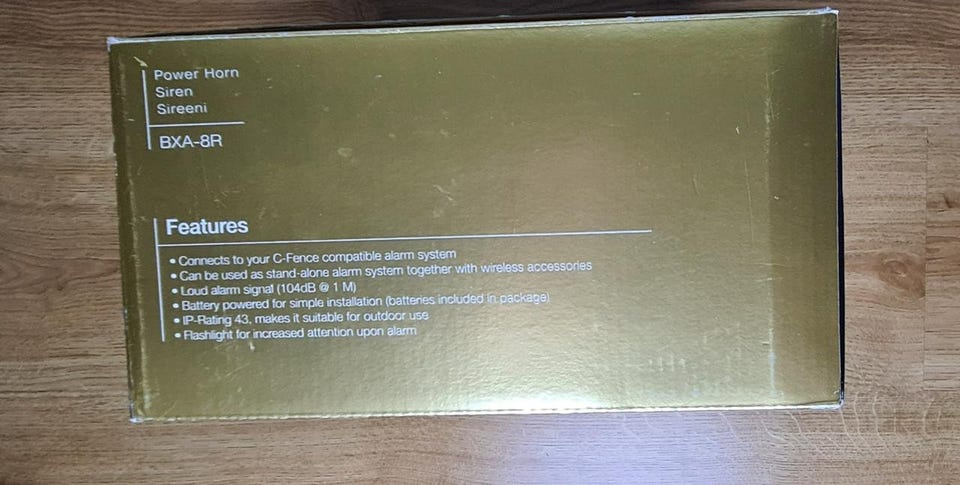 Power Horn
Siren
Sireeni
BXA-8R
Features
• Connects to your C-Fence compatible alarm system
• Can be used as stand-alone alarm system together with wireless accessories
• Loud alarm signal (104dB @ 1 M)
• Battery powered for simple installation (batteries included in package)
• IP-Rating 43, makes it suitable for outdoor use
• Flashlight for increased attention upon alarm